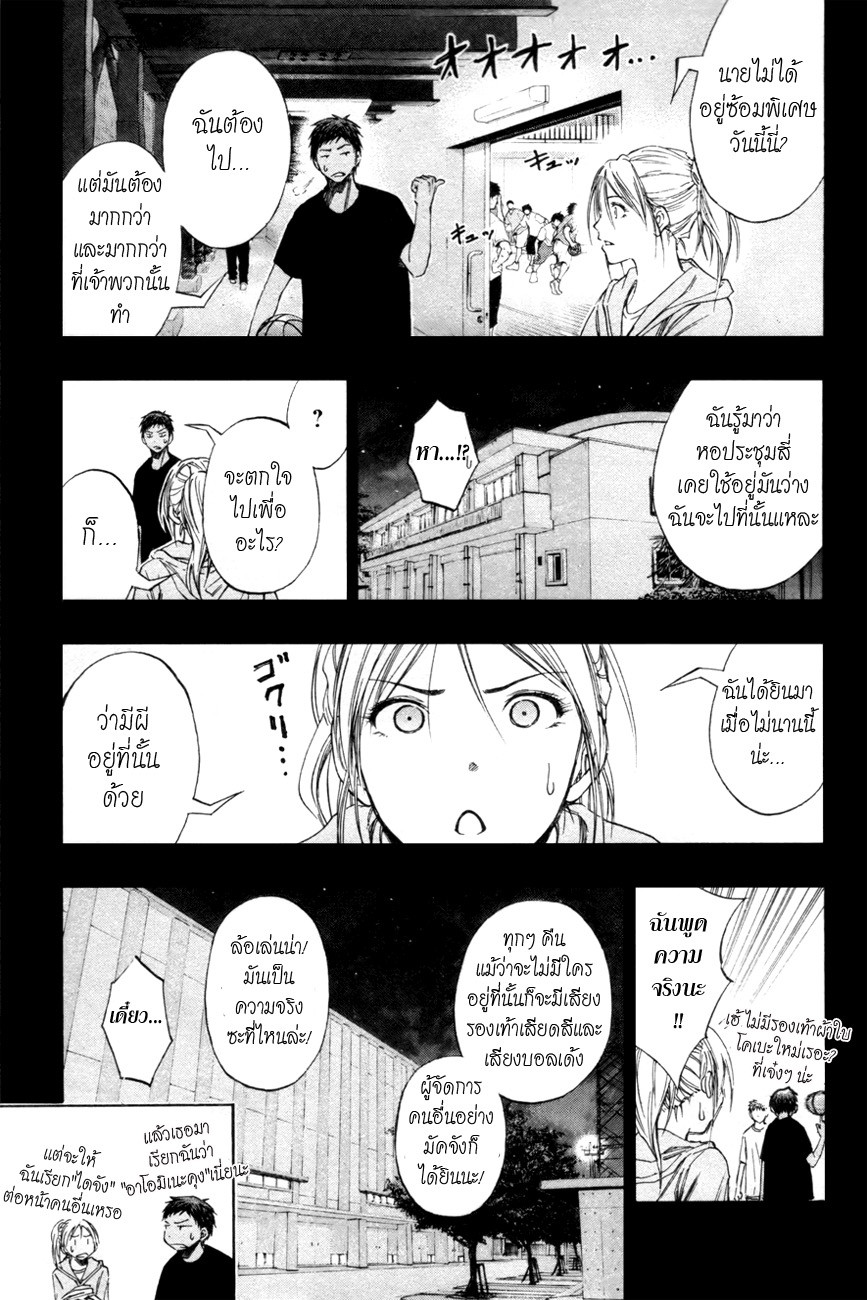 オオオオオ...
นายไม่ได้
อยู่ซ้อมพิเศษ
วันนี้นี่?
キュッ
キュッ
ฉันต้อง
ไป...
แต่มันต้อง
มากกว่า
และมากกว่า
ที่เจ้าพวกนั้น
ทำ
ฉันรู้มาว่า
หอประชุมสี่
เคยใช้อยู่มันว่าง
ฉันจะไปที่นั้นแหละ
หา...!?
?
จะตกใจ
ไปเพื่อ
อะไร?
ก็...
ฉันได้ยินมา
เมื่อไม่นานนี้
น่ะ...
ゴクリ...
ว่ามีผี
อยู่ที่นั้น
ด้วย
ฉันพูด
ความ
จริงนะ
!!
เฮ้ ไม่มีรองเท้าผ้าใบ
โคเบะใหม่เรอะ?
ที่เจ๋งๆ น่ะ
ทุกๆ คืน
แม้ว่าจะไม่มีใคร
อยู่ที่นั้นก็จะมีเสียง
รองเท้าเสียดสีและ
เสียงบอลเด้ง
ผู้จัดการ
คนอื่นอย่าง
มัคจังก็
ได้ยินนะ!
ล้อเล่นน่า!
มันเป็น
ความจริง
ซะที่ไหนล่ะ!
เดี๋ยว...
แล้วเธอมา
เรียกฉันว่า
"อาโอมิเนะคุง"เนี่ยนะ
แต่จะให้
ฉันเรียก"ไดจัง"
ต่อหน้าคนอื่นเหรอ